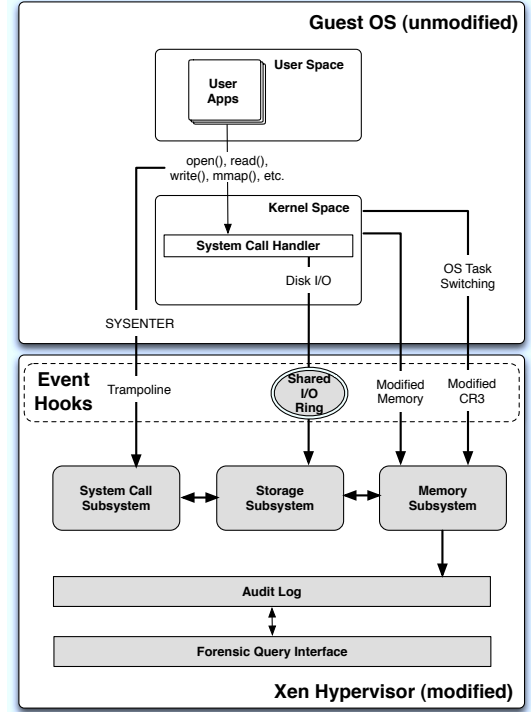 Guest OS (unmodified)
User Space
User
Apps
open(), read(),
write(), mmap(), etc.
Kernel Space
System Call Handler
Disk I/O
OS Task
Switching
SYSENTER
Event
Hooks
Trampoline
Shared
I/O
Ring
Modified
Memory
Modified
CR3
System Call
Subsystem
Storage
Subsystem
Memory
Subsystem
Audit Log
Forensic Query Interface
Xen Hypervisor (modified)